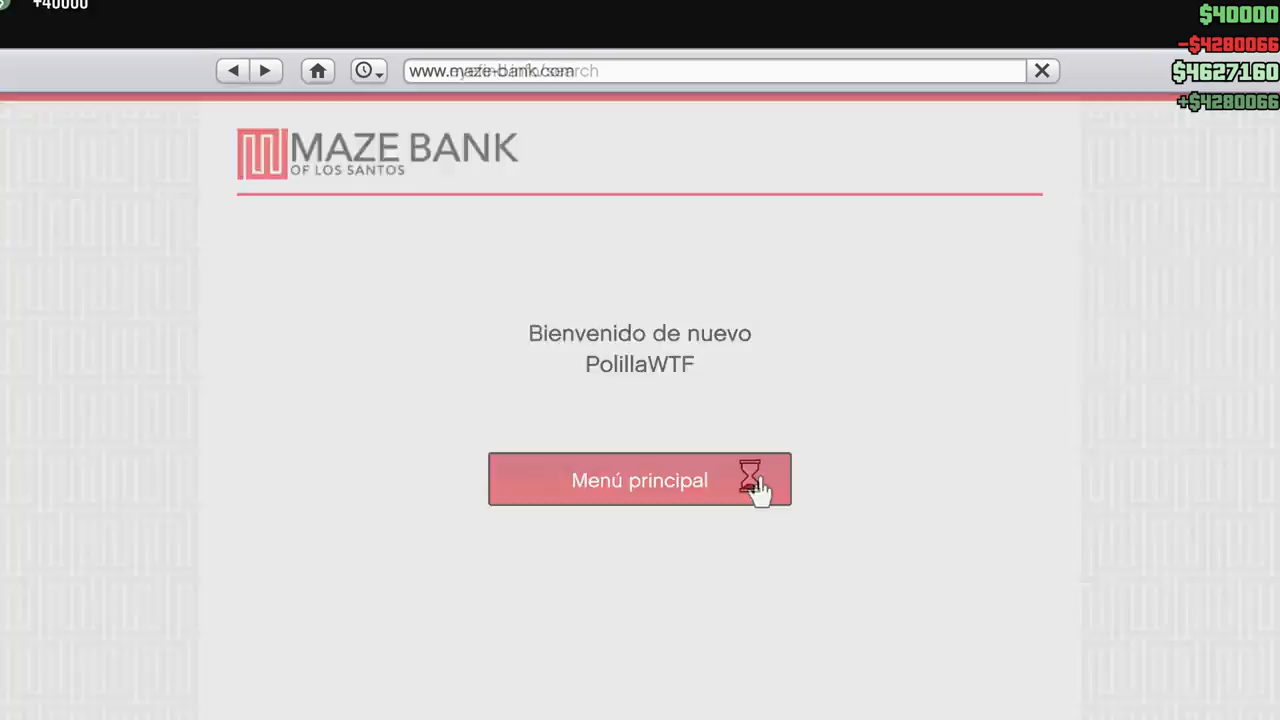 +40000
$40000
-$4280066
$4627160
+$4280066
www.maze-bank.com
MAZE BANK
OF LOS SANTOS
Bienvenido de nuevo
PolillaWTF
Menú principal